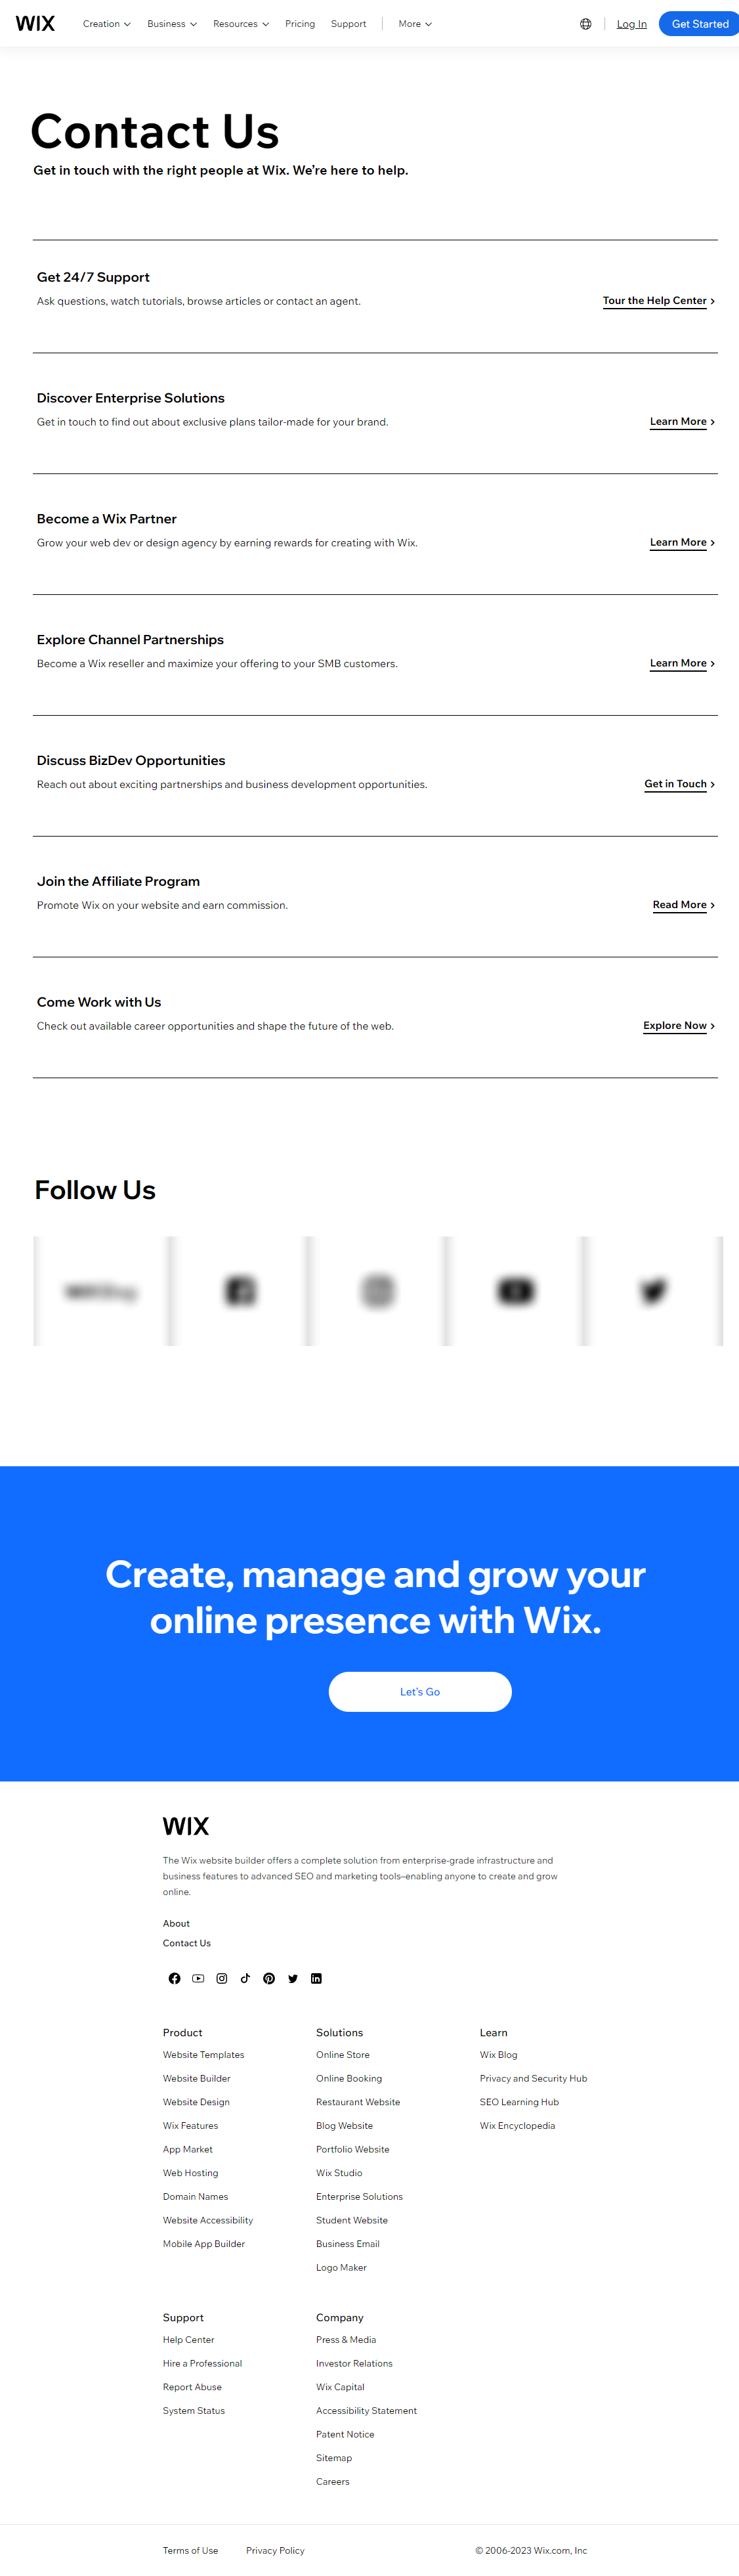 WIX
Creation Business Resources Pricing Support More Log In Get Started
Contact Us
Get in touch with the right people at Wix. We’re here to help.
Get 24/7 Support
Ask questions, watch tutorials, browse articles or contact an agent.
Tour the Help Center
Discover Enterprise Solutions
Get in touch to find out about exclusive plans tailor-made for your brand.
Learn More
Become a Wix Partner
Grow your web dev or design agency by earning rewards for creating with Wix.
Learn More
Explore Channel Partnerships
Become a Wix reseller and maximize your offering to your SMB customers.
Learn More
Discuss BizDev Opportunities
Reach out about exciting partnerships and business development opportunities.
Get in Touch
Join the Affiliate Program
Promote Wix on your website and earn commission.
Read More
Come Work with Us
Check out available career opportunities and shape the future of the web.
Explore Now
Follow Us
Create, manage and grow your
online presence with Wix.
Let’s Go
WIX
The Wix website builder offers a complete solution from enterprise-grade infrastructure and
business features to advanced SEO and marketing tools–enabling anyone to create and grow
online.
About
Contact Us
Product
Website Templates
Website Builder
Website Design
Wix Features
App Market
Web Hosting
Domain Names
Website Accessibility
Mobile App Builder
Solutions
Online Store
Online Booking
Restaurant Website
Blog Website
Portfolio Website
Wix Studio
Enterprise Solutions
Student Website
Business Email
Logo Maker
Learn
Wix Blog
Privacy and Security Hub
SEO Learning Hub
Wix Encyclopedia
Support
Help Center
Hire a Professional
Report Abuse
System Status
Company
Press & Media
Investor Relations
Wix Capital
Accessibility Statement
Patent Notice
Sitemap
Careers
Terms of Use Privacy Policy © 2006-2023 Wix.com, Inc